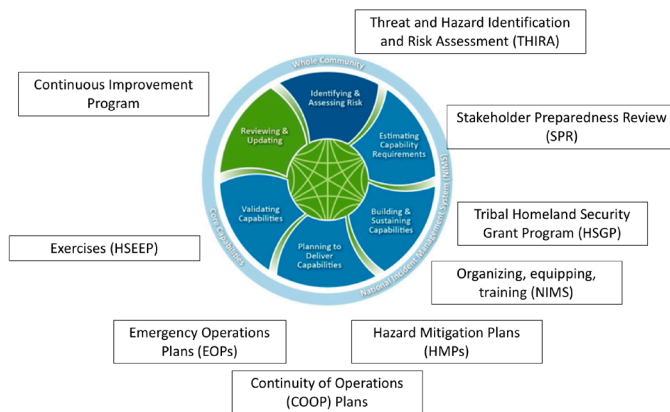 Threat and Hazard Identification
and Risk Assessment (THIRA)
Whole Community
Continuous Improvement
Program
Identifying &
Assessing Risk
Reviewing &
Updating
Estimating
Capability
Requirements
Stakeholder Preparedness Review
(SPR)
Validating
Capabilities
Building &
Sustaining
Capabilities
Tribal Homeland Security
Grant Program (HSGP)
Core Capabilities
National Incident Management System (NIMS)
Planning to
Deliver
Capabilities
Exercises (HSEEP)
Organizing, equipping,
training (NIMS)
Emergency Operations
Plans (EOPs)
Hazard Mitigation Plans
(HMPs)
Continuity of Operations
(COOP) Plans